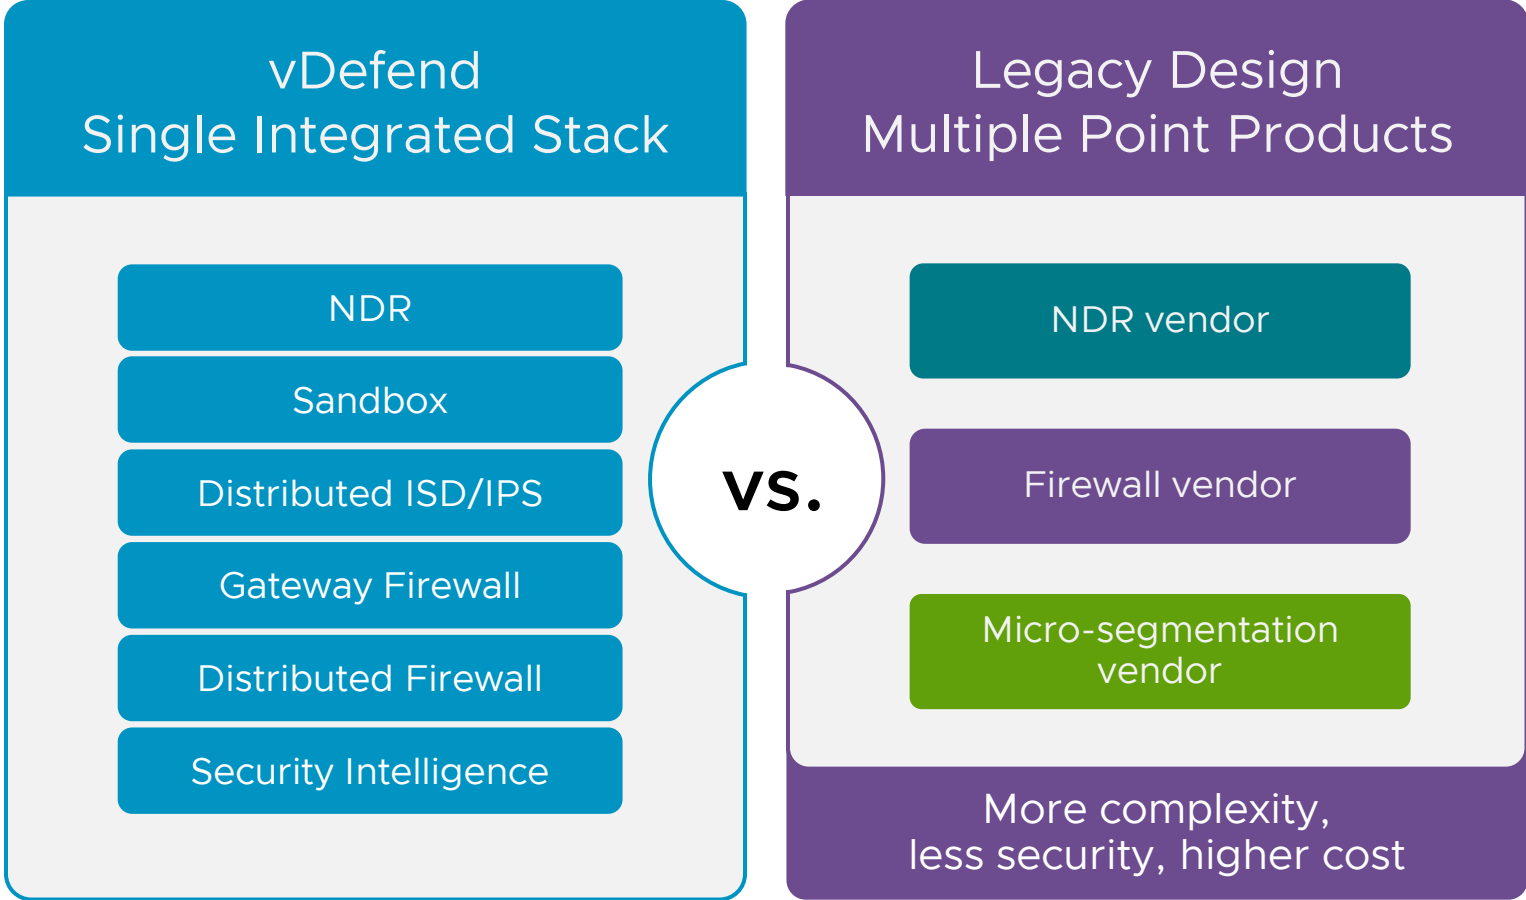 vDefend
Single Integrated Stack
NDR
Sandbox
Distributed ISD/IPS
Gateway Firewall
Distributed Firewall
Security Intelligence
vs.
Legacy Design
Multiple Point Products
NDR vendor
Firewall vendor
Micro-segmentation
vendor
More complexity,
less security, higher cost